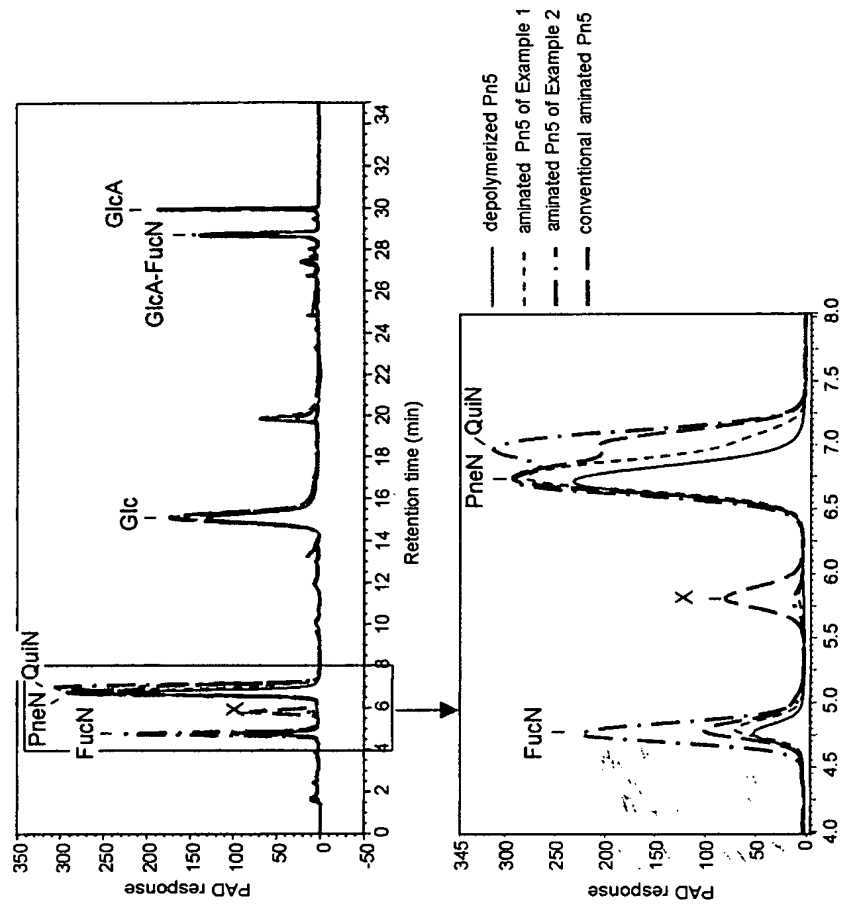 350
300
250
200
150
100
50
0
-50
PAD response
PneN
QuiN
FucN
X
Glc
GlcA-FucN
GlcA
0 2 4 6 8 10 12 14 16 18 20 22 24 26 28 30 32 34
Retention time (min)
345
300
200
100
50
0
PAD response
FucN
X
PneN
QuiN
4.0 4.5 5.0 5.5 6.0 6.5 7.0 7.5 8.0
depolymerized Pn5
aminated Pn5 of Example 1
aminated Pn5 of Example 2
conventional aminated Pn5